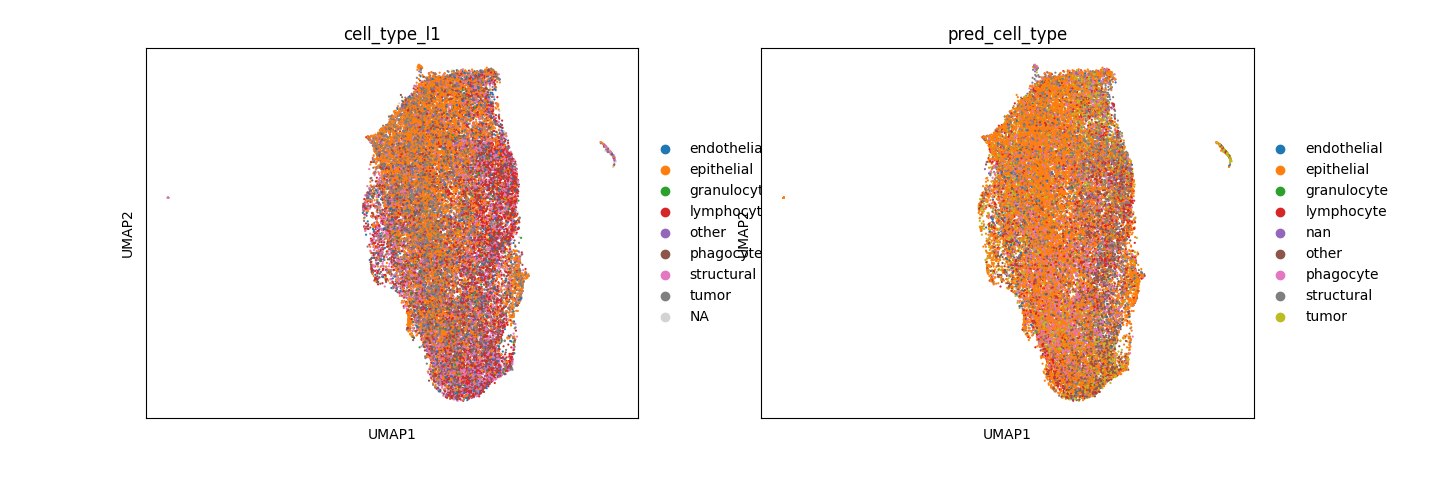 cell_type_l1
UMAP2
UMAP1
endothelia
epithelial
granulocyt
lymphocyt
other
phagocyte
structural
tumor
NA
pred_cell_type
UMAP2
UMAP1
endothelial
epithelial
granulocyte
lymphocyte
nan
other
phagocyte
structural
tumor